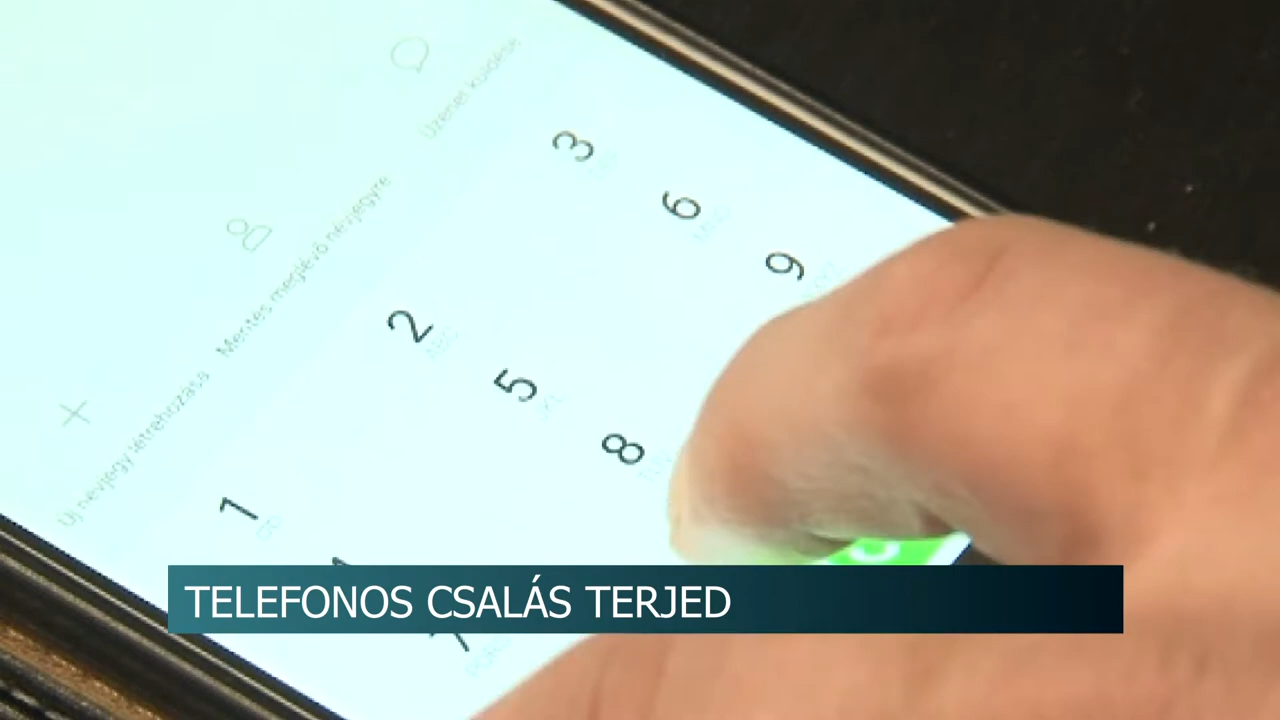 Üzenet küldése
Mentés meglévő névjegyre
Új névjegy létrehozása
3
6
9
2
5
8
1
TELEFONOS CSALÁS TERJED